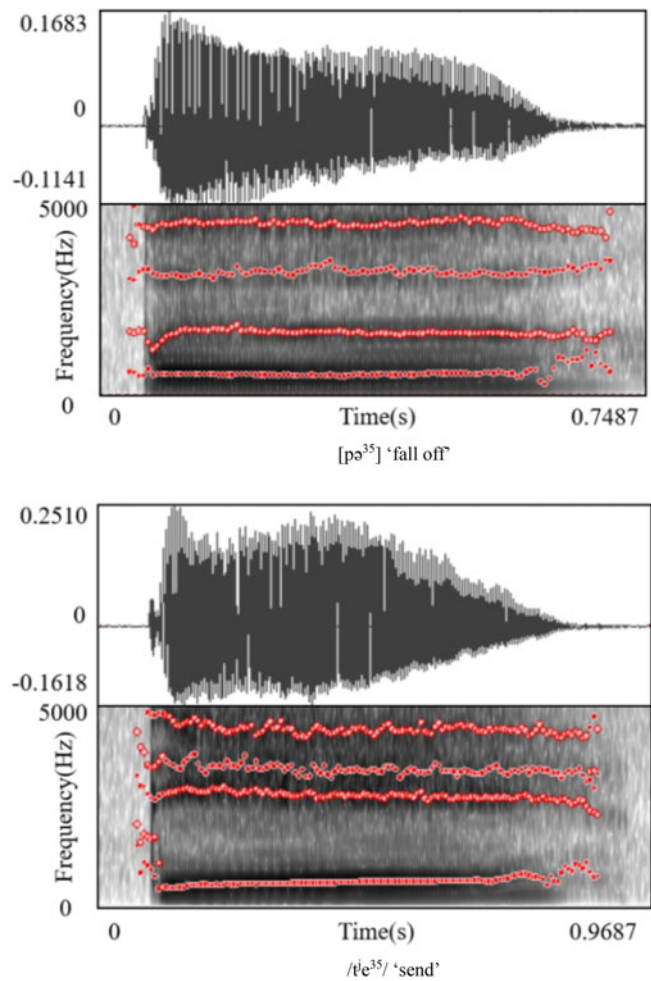 0.1683
0
-0.1141
5000
Frequency(Hz)
0
0 Time(s) 0.7487
[pə³⁵] ‘fall off’
0.2510
0
-0.1618
5000
Frequency(Hz)
0
0 Time(s) 0.9687
/tʲe³⁵/ ‘send’